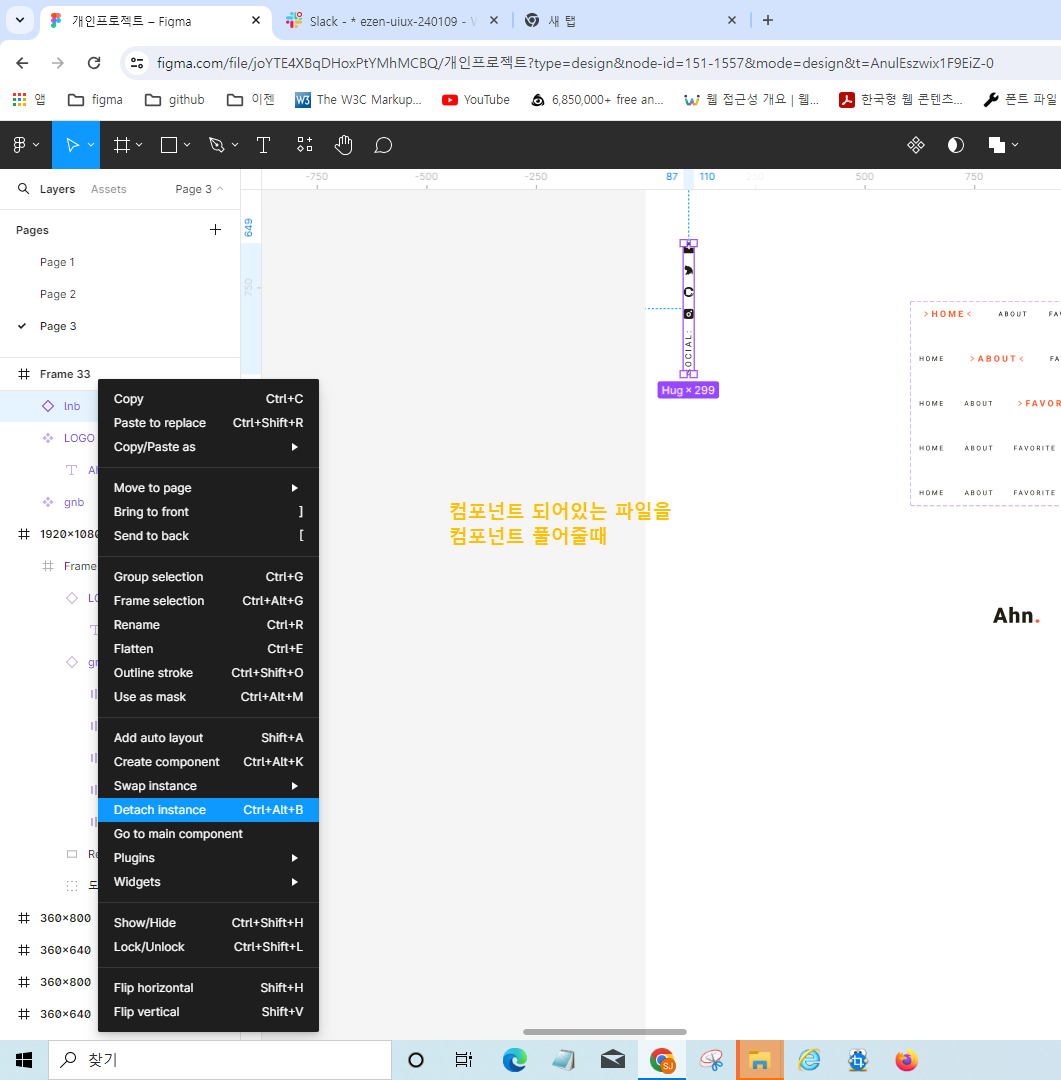 개인프로젝트 – Figma
Slack - * ezen-uiux-240109 -
새 탭
figma.com/file/joYTE4XBqDHoxPtYMhMCBQ/개인프로젝트?type=design&node-id=151-1557&mode=design&t=AnulEszwix1F9EiZ-0
앱
figma
github
이젠
W3
The W3C Markup...
YouTube
6,850,000+ free an...
웹 접근성 개요 | 웹...
한국형 웹 콘텐츠...
폰트 파일
Layers
Assets
Page 3
-750
-500
-250
87
110
250
500
750
Pages
649
Page 1
750
Page 2
Page 3
>HOME<
ABOUT
FAV
HOME
>ABOUT<
FA
HOME
ABOUT
>FAVOR
HOME
ABOUT
FAVORITE
HOME
ABOUT
FAVORITE
OCIAL:
Hug × 299
Frame 33
lnb
LOGO
gnb
1920×1080
Frame
LO
360×800
360×640
360×800
360×640
Copy Ctrl+C
Paste to replace Ctrl+Shift+R
Copy/Paste as
Move to page
Bring to front ]
Send to back [
Group selection Ctrl+G
Frame selection Ctrl+Alt+G
Rename Ctrl+R
Flatten Ctrl+E
Outline stroke Ctrl+Shift+O
Use as mask Ctrl+Alt+M
Add auto layout Shift+A
Create component Ctrl+Alt+K
Swap instance
Detach instance Ctrl+Alt+B
Go to main component
Plugins
Widgets
Show/Hide Ctrl+Shift+H
Lock/Unlock Ctrl+Shift+L
Flip horizontal Shift+H
Flip vertical Shift+V
컴포넌트 되어있는 파일을
컴포넌트 풀어줄때
Ahn.
찾기
SJ